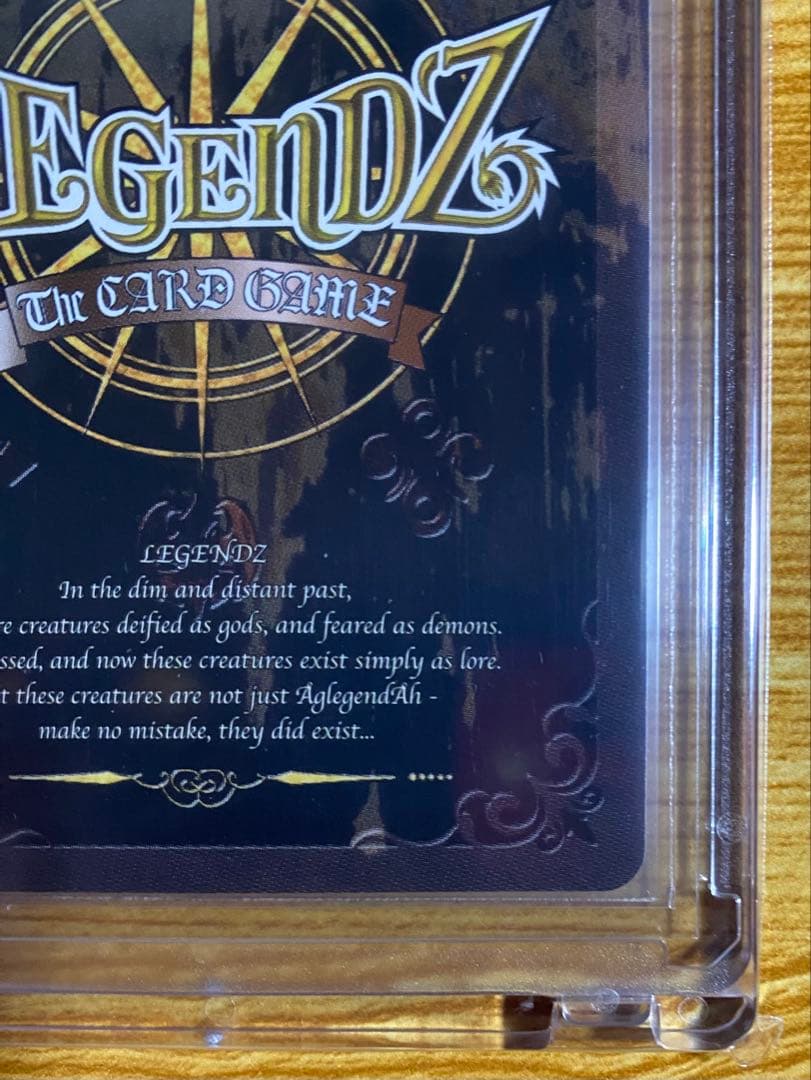 EGENDZ
The CARD GAME
LEGENDZ
In the dim and distant past,
re creatures deified as gods, and feared as demons.
ssed, and now these creatures exist simply as lore.
t these creatures are not just ÃglegendÃh -
make no mistake, they did exist...